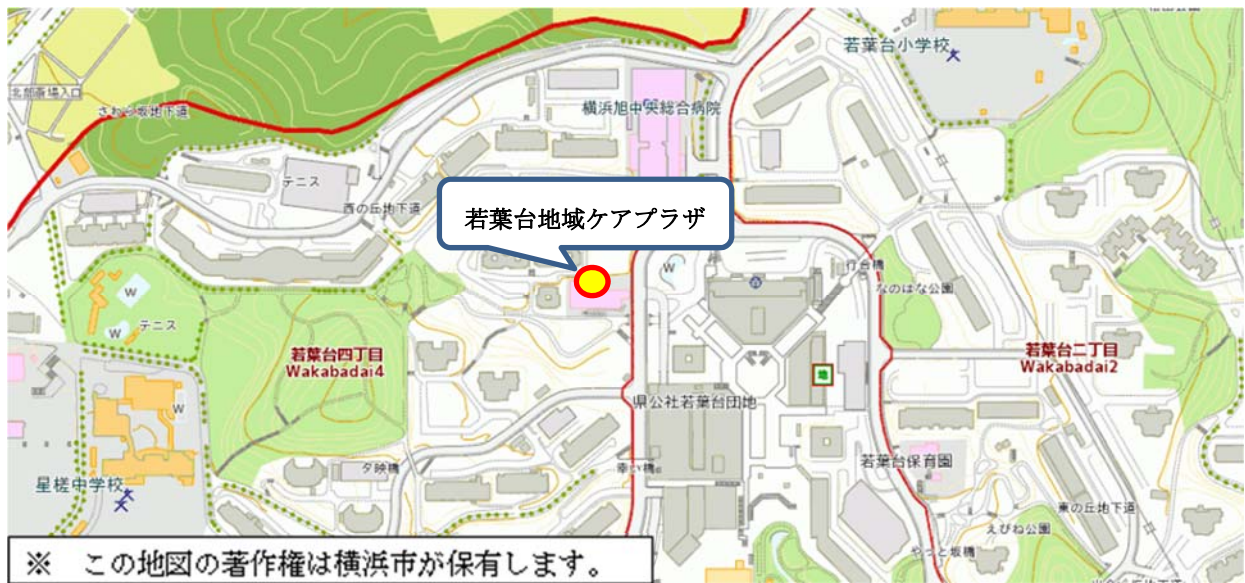 若葉台小学校
北部斎場入口
さわら坂地下道
横浜旭中央総合病院
テニス
西の丘地下道
若葉台地域ケアプラザ
行合橋
W
なのはな公園
W
テニス
W
若葉台四丁目
Wakabadai4
若葉台二丁目
Wakabadai2
県公社若葉台団地
W
夕映橋
幸い橋
若葉台保育園
星槎中学校
東の丘地下道
えびね公園
やっと坂橋
※ この地図の著作権は横浜市が保有します。